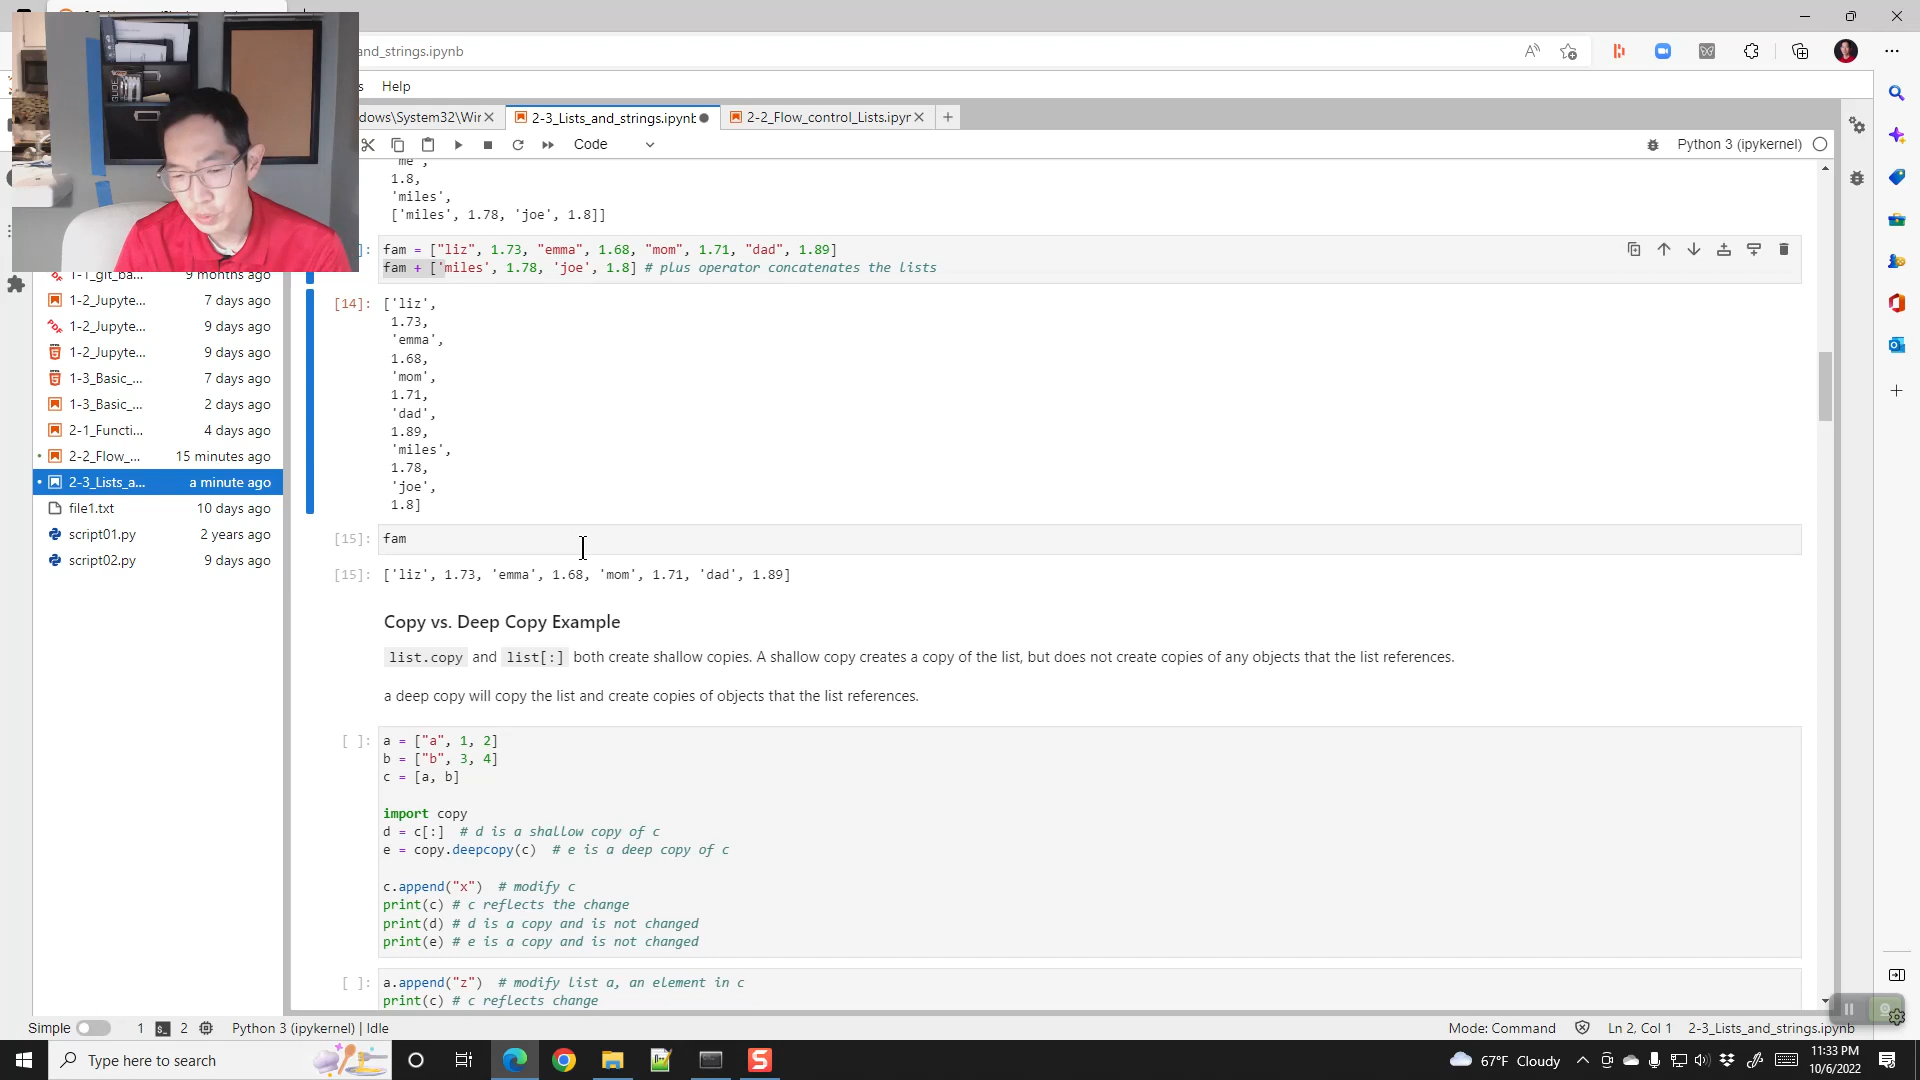 and_strings.ipynb
Help
dows\System32\Wir
2-3_Lists_and_strings.ipynb
2-2_Flow_control_Lists.ipynb
Code
Python 3 (ipykernel)
'me',
1.8,
'miles',
['miles', 1.78, 'joe', 1.8]]
]:
fam = ["liz", 1.73, "emma", 1.68, "mom", 1.71, "dad", 1.89]
fam + ['miles', 1.78, 'joe', 1.8] # plus operator concatenates the lists
[14]: ['liz',
1.73,
'emma',
1.68,
'mom',
1.71,
'dad',
1.89,
'miles',
1.78,
'joe',
1.8]
[15]: fam
[15]: ['liz', 1.73, 'emma', 1.68, 'mom', 1.71, 'dad', 1.89]
Copy vs. Deep Copy Example
list.copy and list[:] both create shallow copies. A shallow copy creates a copy of the list, but does not create copies of any objects that the list references.
a deep copy will copy the list and create copies of objects that the list references.
[ ]: a = ["a", 1, 2]
b = ["b", 3, 4]
c = [a, b]
import copy
d = c[:] # d is a shallow copy of c
e = copy.deepcopy(c) # e is a deep copy of c
c.append("x") # modify c
print(c) # c reflects the change
print(d) # d is a copy and is not changed
print(e) # e is a copy and is not changed
[ ]: a.append("z") # modify list a, an element in c
print(c) # c reflects change
1-1_git_ba... 9 months ago
1-2_Jupyte... 7 days ago
1-2_Jupyte... 9 days ago
1-2_Jupyte... 9 days ago
1-3_Basic_... 7 days ago
1-3_Basic_... 2 days ago
2-1_Functi... 4 days ago
2-2_Flow_... 15 minutes ago
2-3_Lists_a... a minute ago
file1.txt 10 days ago
script01.py 2 years ago
script02.py 9 days ago
Simple 1 2 Python 3 (ipykernel) | Idle
Mode: Command Ln 2, Col 1 2-3_Lists_and_strings.ipynb
Type here to search
67°F Cloudy
11:33 PM
10/6/2022